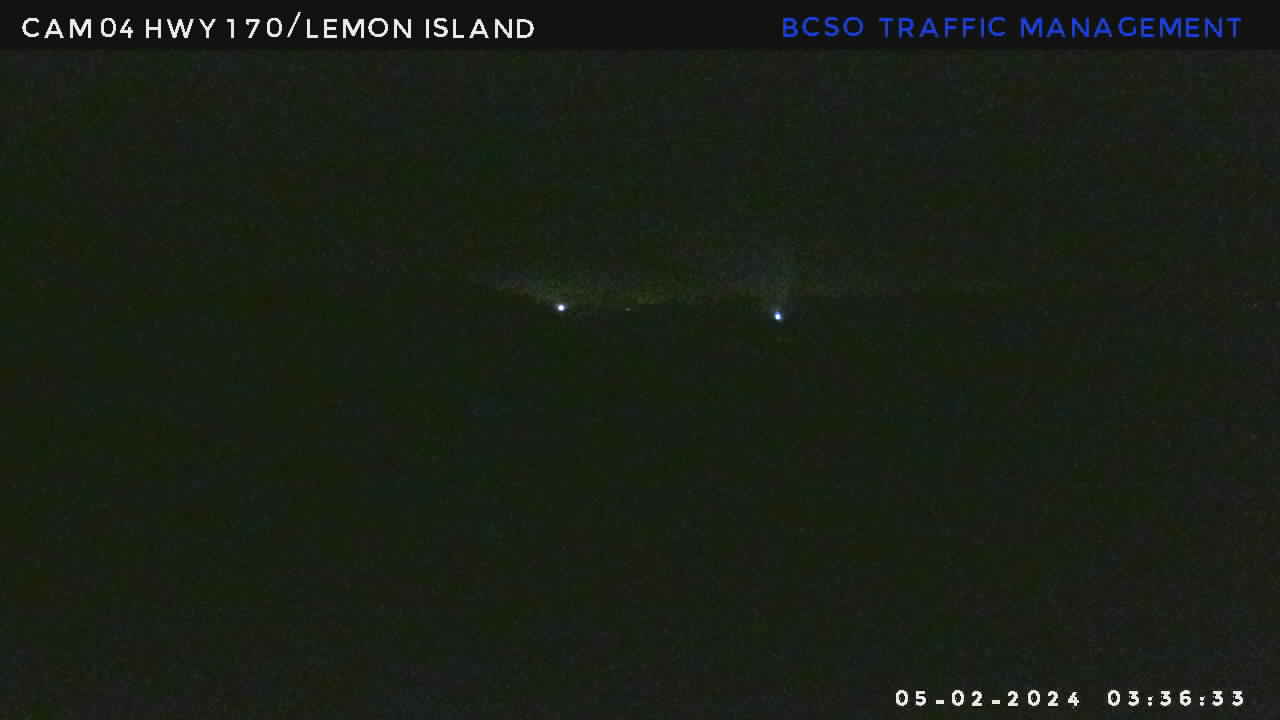 CAM04 HWY 170/LEMON ISLAND
BCSO TRAFFIC MANAGEMENT
05-02-2024 03:36:33